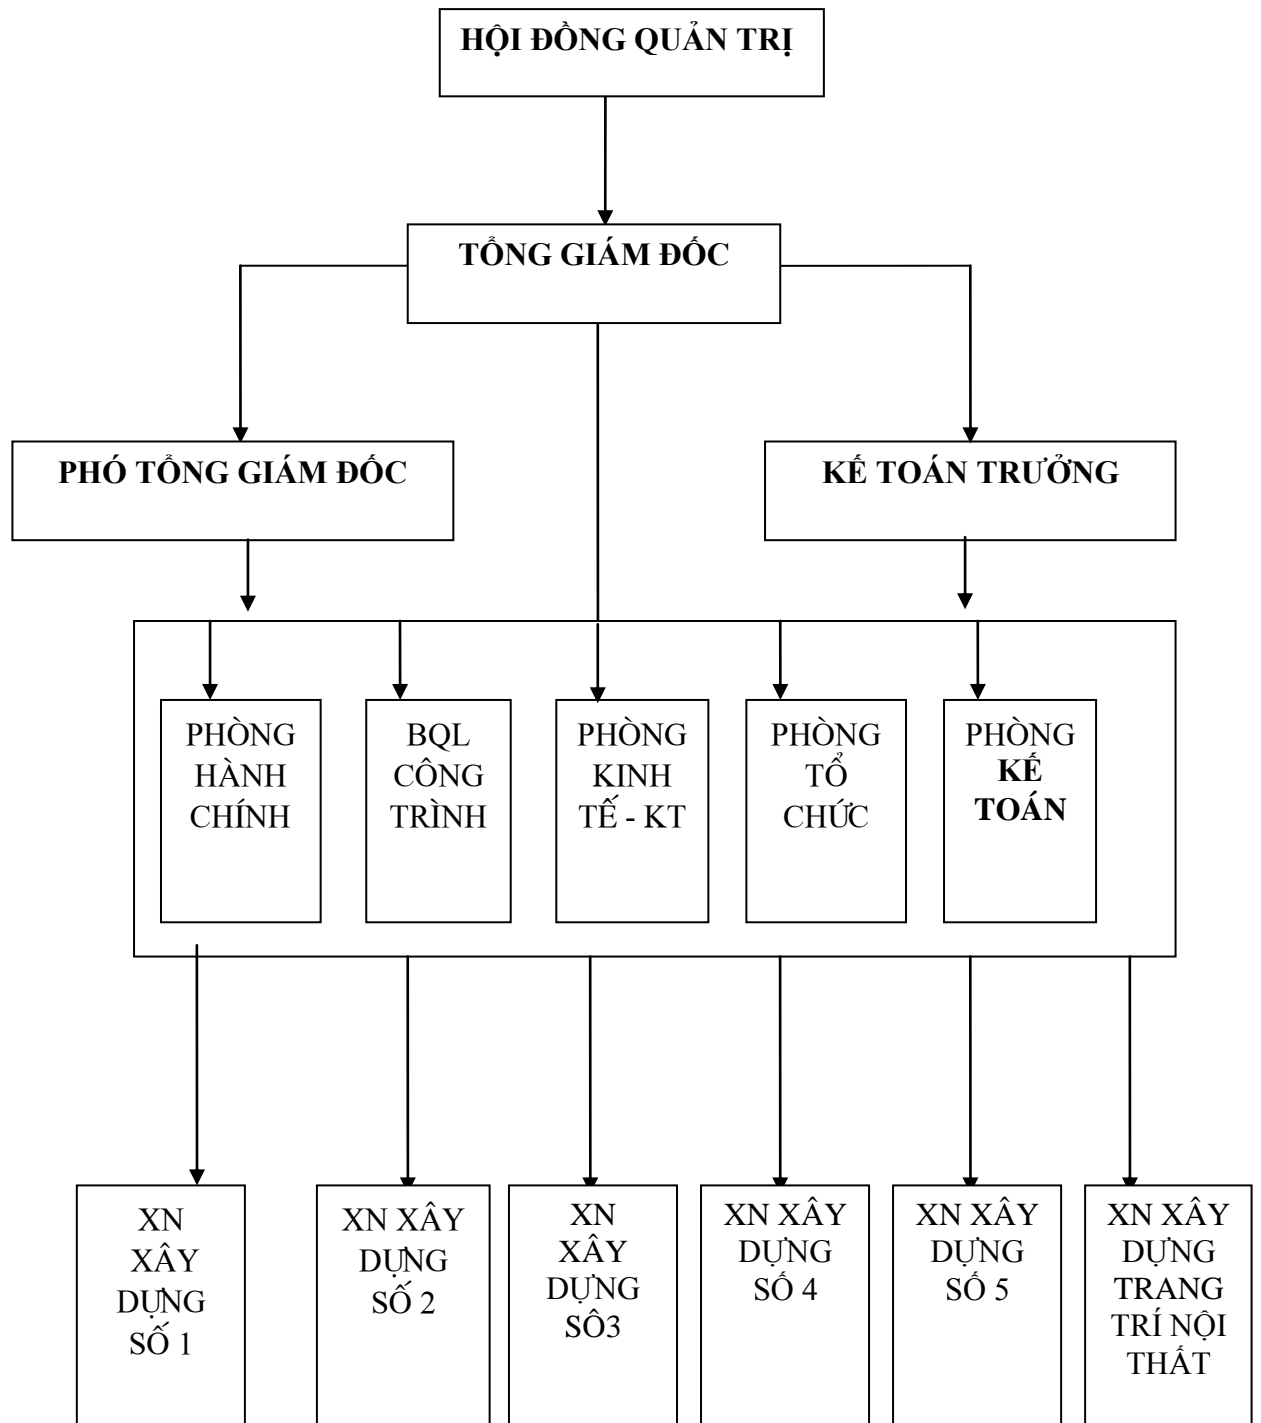 HỘI ĐỒNG QUẢN TRỊ
TỔNG GIÁM ĐỐC
PHÓ TỔNG GIÁM ĐỐC
KẾ TOÁN TRƯỞNG
PHÒNG
HÀNH
CHÍNH
BQL
CÔNG
TRÌNH
PHÒNG
KINH
TẾ - KT
PHÒNG
TỔ
CHỨC
PHÒNG
KẾ
TOÁN
XN
XÂY
DỰNG
SỐ 1
XN XÂY
DỰNG
SỐ 2
XN
XÂY
DỰNG
SÔ3
XN XÂY
DỰNG
SỐ 4
XN XÂY
DỰNG
SỐ 5
XN XÂY
DỰNG
TRANG
TRÍ NỘI
THẤT